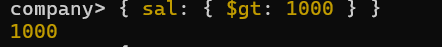 company> { sal: { $gt: 1000 } }
1000